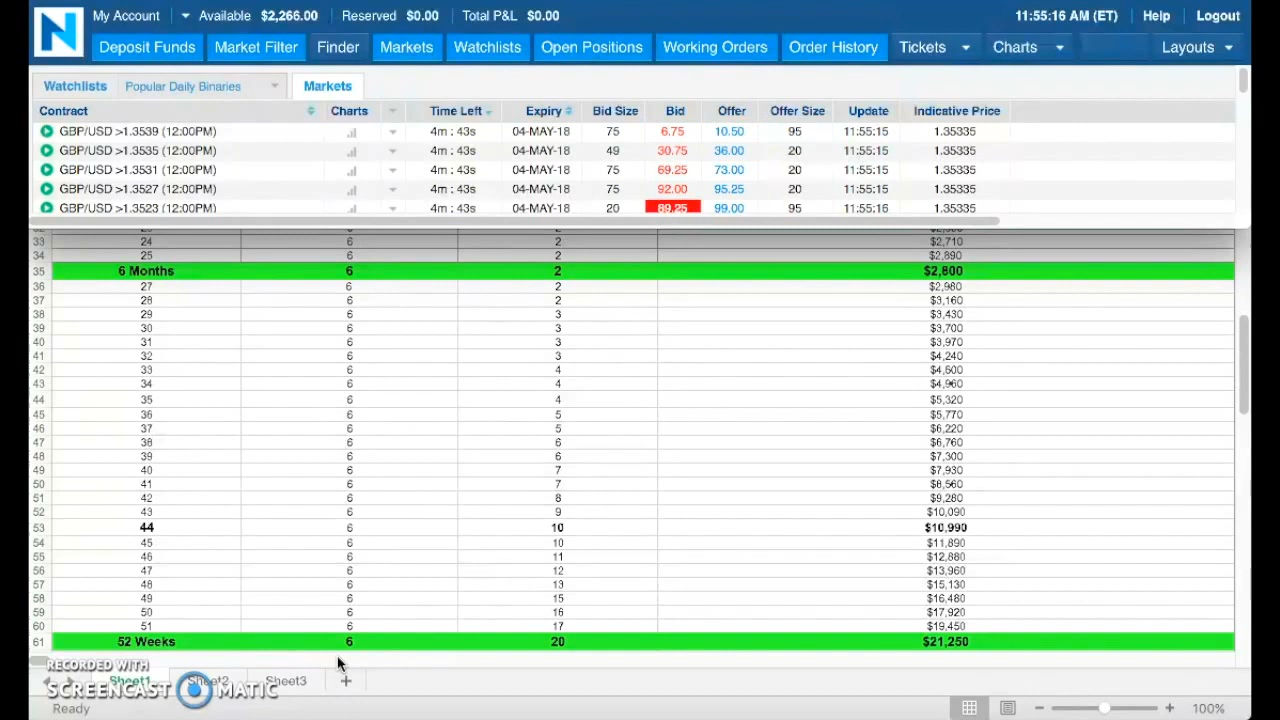 N My Account Available $2,266.00 Reserved $0.00 Total P&L $0.00 11:55:16 AM (ET) Help Logout
Deposit Funds Market Filter Finder Markets Watchlists Open Positions Working Orders Order History Tickets Charts Layouts
Watchlists Popular Daily Binaries Markets
Contract Charts Time Left Expiry Bid Size Bid Offer Offer Size Update Indicative Price
GBP/USD >1.3539 (12:00PM) 4m : 43s 04-MAY-18 75 6.75 10.50 95 11:55:15 1.35335
GBP/USD >1.3535 (12:00PM) 4m : 43s 04-MAY-18 49 30.75 36.00 20 11:55:15 1.35335
GBP/USD >1.3531 (12:00PM) 4m : 43s 04-MAY-18 75 69.25 73.00 20 11:55:15 1.35335
GBP/USD >1.3527 (12:00PM) 4m : 43s 04-MAY-18 75 92.00 95.25 20 11:55:16 1.35335
GBP/USD >1.3523 (12:00PM) 4m : 43s 04-MAY-18 20 89.25 99.00 95 11:55:16 1.35335
33 24 6 2 $2,710
34 25 6 2 $2,890
35 6 Months 6 2 $2,800
36 27 6 2 $2,980
37 28 6 2 $3,160
38 29 6 3 $3,430
39 30 6 3 $3,700
40 31 6 3 $3,970
41 32 6 3 $4,240
42 33 6 4 $4,600
43 34 6 4 $4,960
44 35 6 4 $5,320
45 36 6 5 $5,770
46 37 6 5 $6,220
47 38 6 6 $6,760
48 39 6 6 $7,300
49 40 6 7 $7,930
50 41 6 7 $8,560
51 42 6 8 $9,280
52 43 6 9 $10,090
53 44 6 10 $10,990
54 45 6 10 $11,890
55 46 6 11 $12,880
56 47 6 12 $13,960
57 48 6 13 $15,130
58 49 6 15 $16,480
59 50 6 16 $17,920
60 51 6 17 $19,450
61 52 Weeks 6 20 $21,250
RECORDED WITH
SCREENCAST MATIC
Sheet1 Sheet2 Sheet3 +
Ready 100%